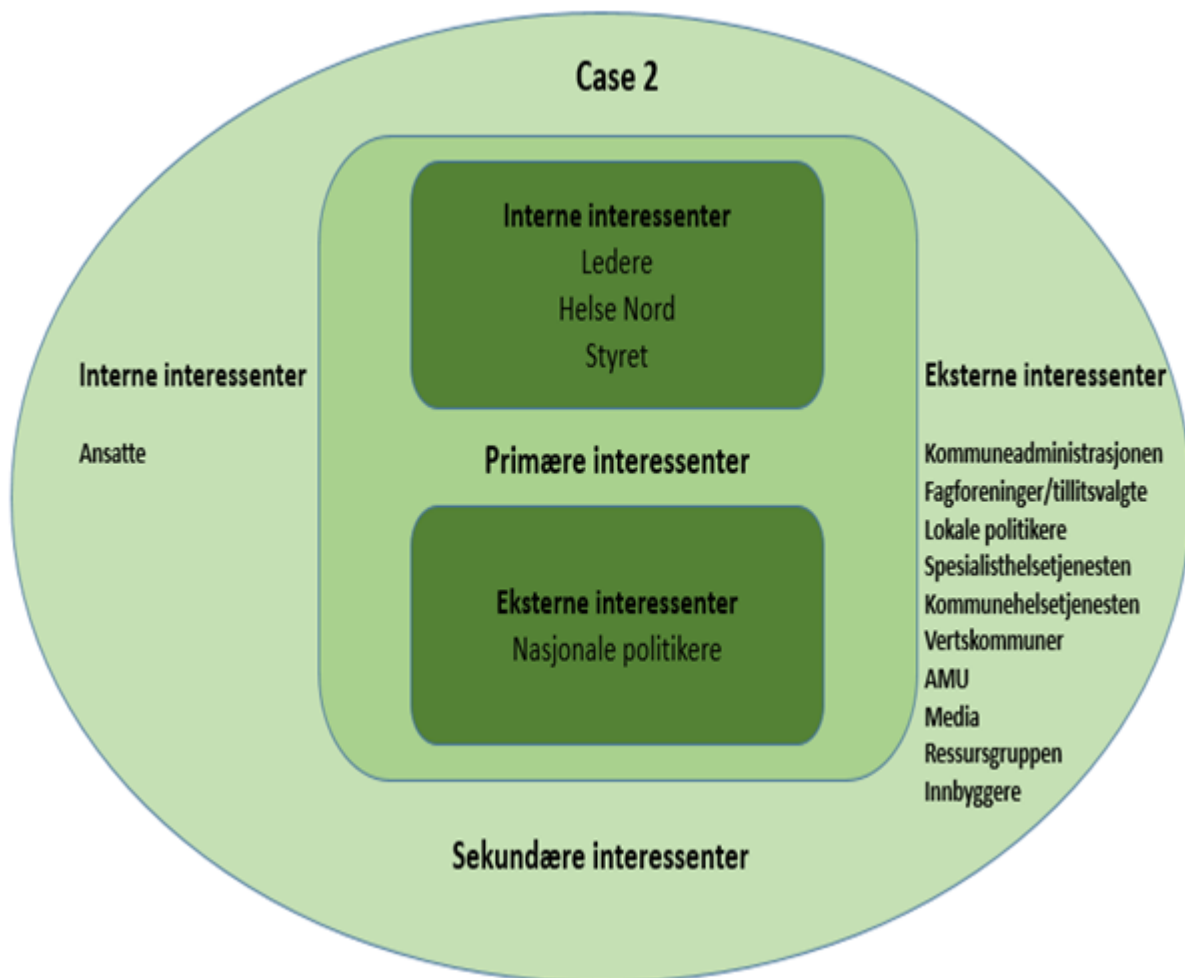 Case 2
Interne interessenter
Ledere
Helse Nord
Styret
Primære interessenter
Eksterne interessenter
Nasjonale politikere
Interne interessenter
Ansatte
Eksterne interessenter
Kommuneadministrasjonen
Fagforeninger/tillitsvalgte
Lokale politikere
Spesialisthelsetjenesten
Kommunehelsetjenesten
Vertskommuner
AMU
Media
Ressursgruppen
Innbyggere
Sekundære interessenter